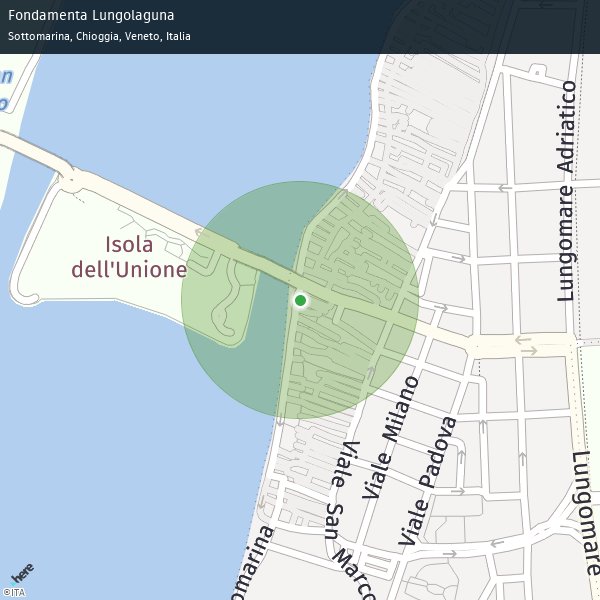 Fondamenta Lungolaguna
Sottomarina, Chioggia, Veneto, Italia
Lungomare Adriatico
Isola
dell'Unione
Viale Milano
Viale Padova
Viale San Marco
Lungomare
omarina
here
©ITA